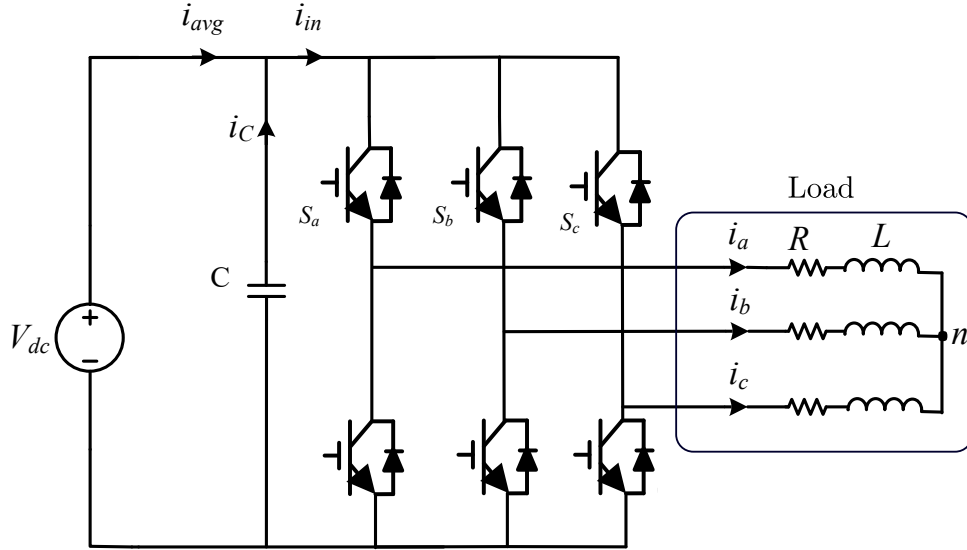 i_avg
i_in
i_C
S_a
S_b
S_c
Load
i_a
R
L
C
i_b
V_dc
+
−
n
i_c